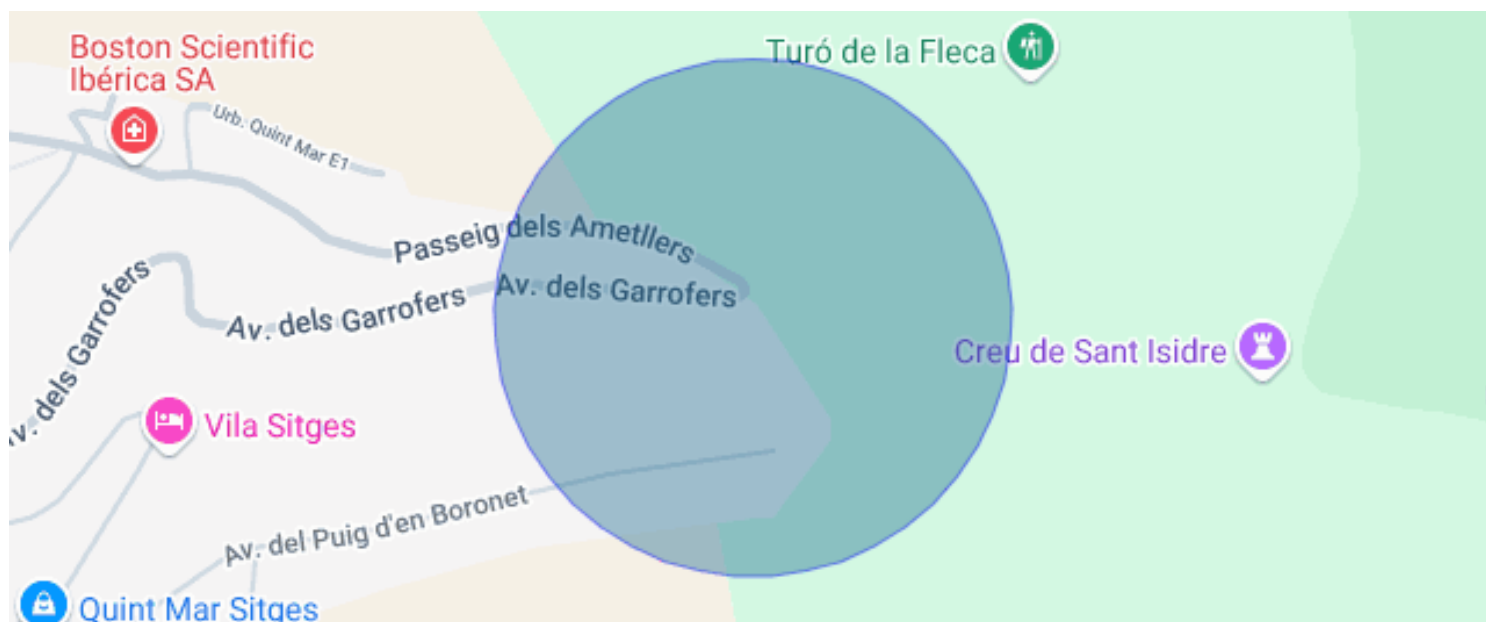 Boston Scientific
Ibérica SA
Turó de la Fleca
Urb. Quint Mar E1
Passeig dels Ametllers
Av. dels Garrofers
Av. dels Garrofers
Av. dels Garrofers
Creu de Sant Isidre
Vila Sitges
Av. del Puig d'en Boronet
Quint Mar Sitges